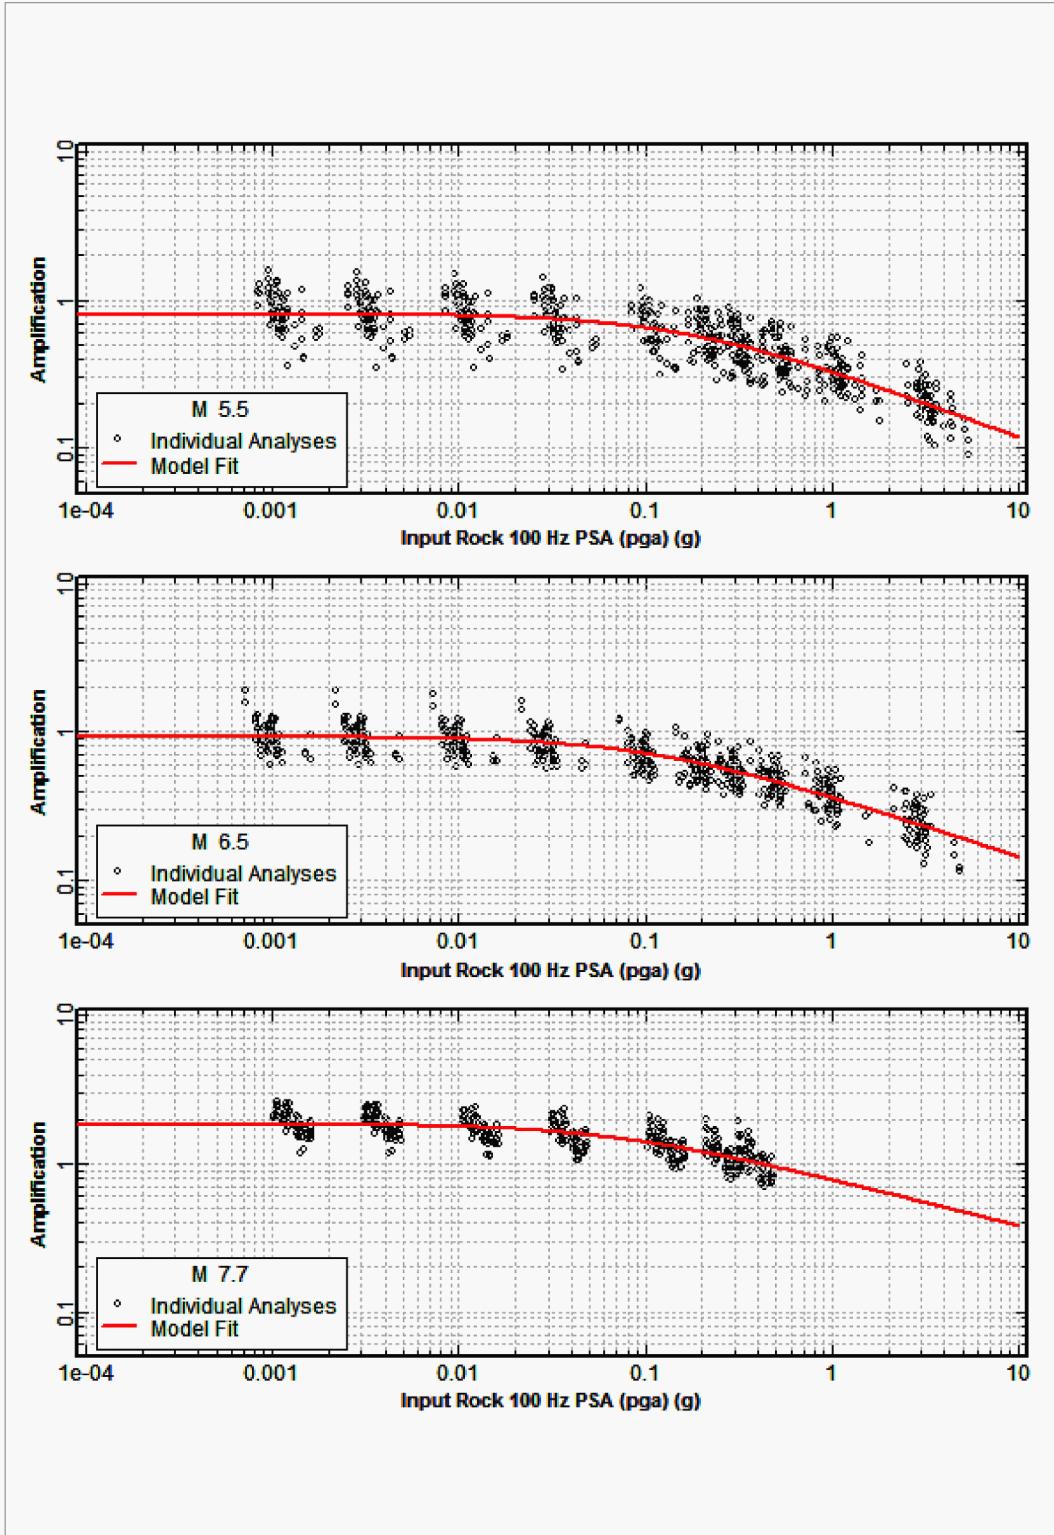 10
1
0.1
Amplification
M 5.5
Individual Analyses
Model Fit
1e-04 0.001 0.01 0.1 1 10
Input Rock 100 Hz PSA (pga) (g)
10
1
0.1
Amplification
M 6.5
Individual Analyses
Model Fit
1e-04 0.001 0.01 0.1 1 10
Input Rock 100 Hz PSA (pga) (g)
10
1
0.1
Amplification
M 7.7
Individual Analyses
Model Fit
1e-04 0.001 0.01 0.1 1 10
Input Rock 100 Hz PSA (pga) (g)